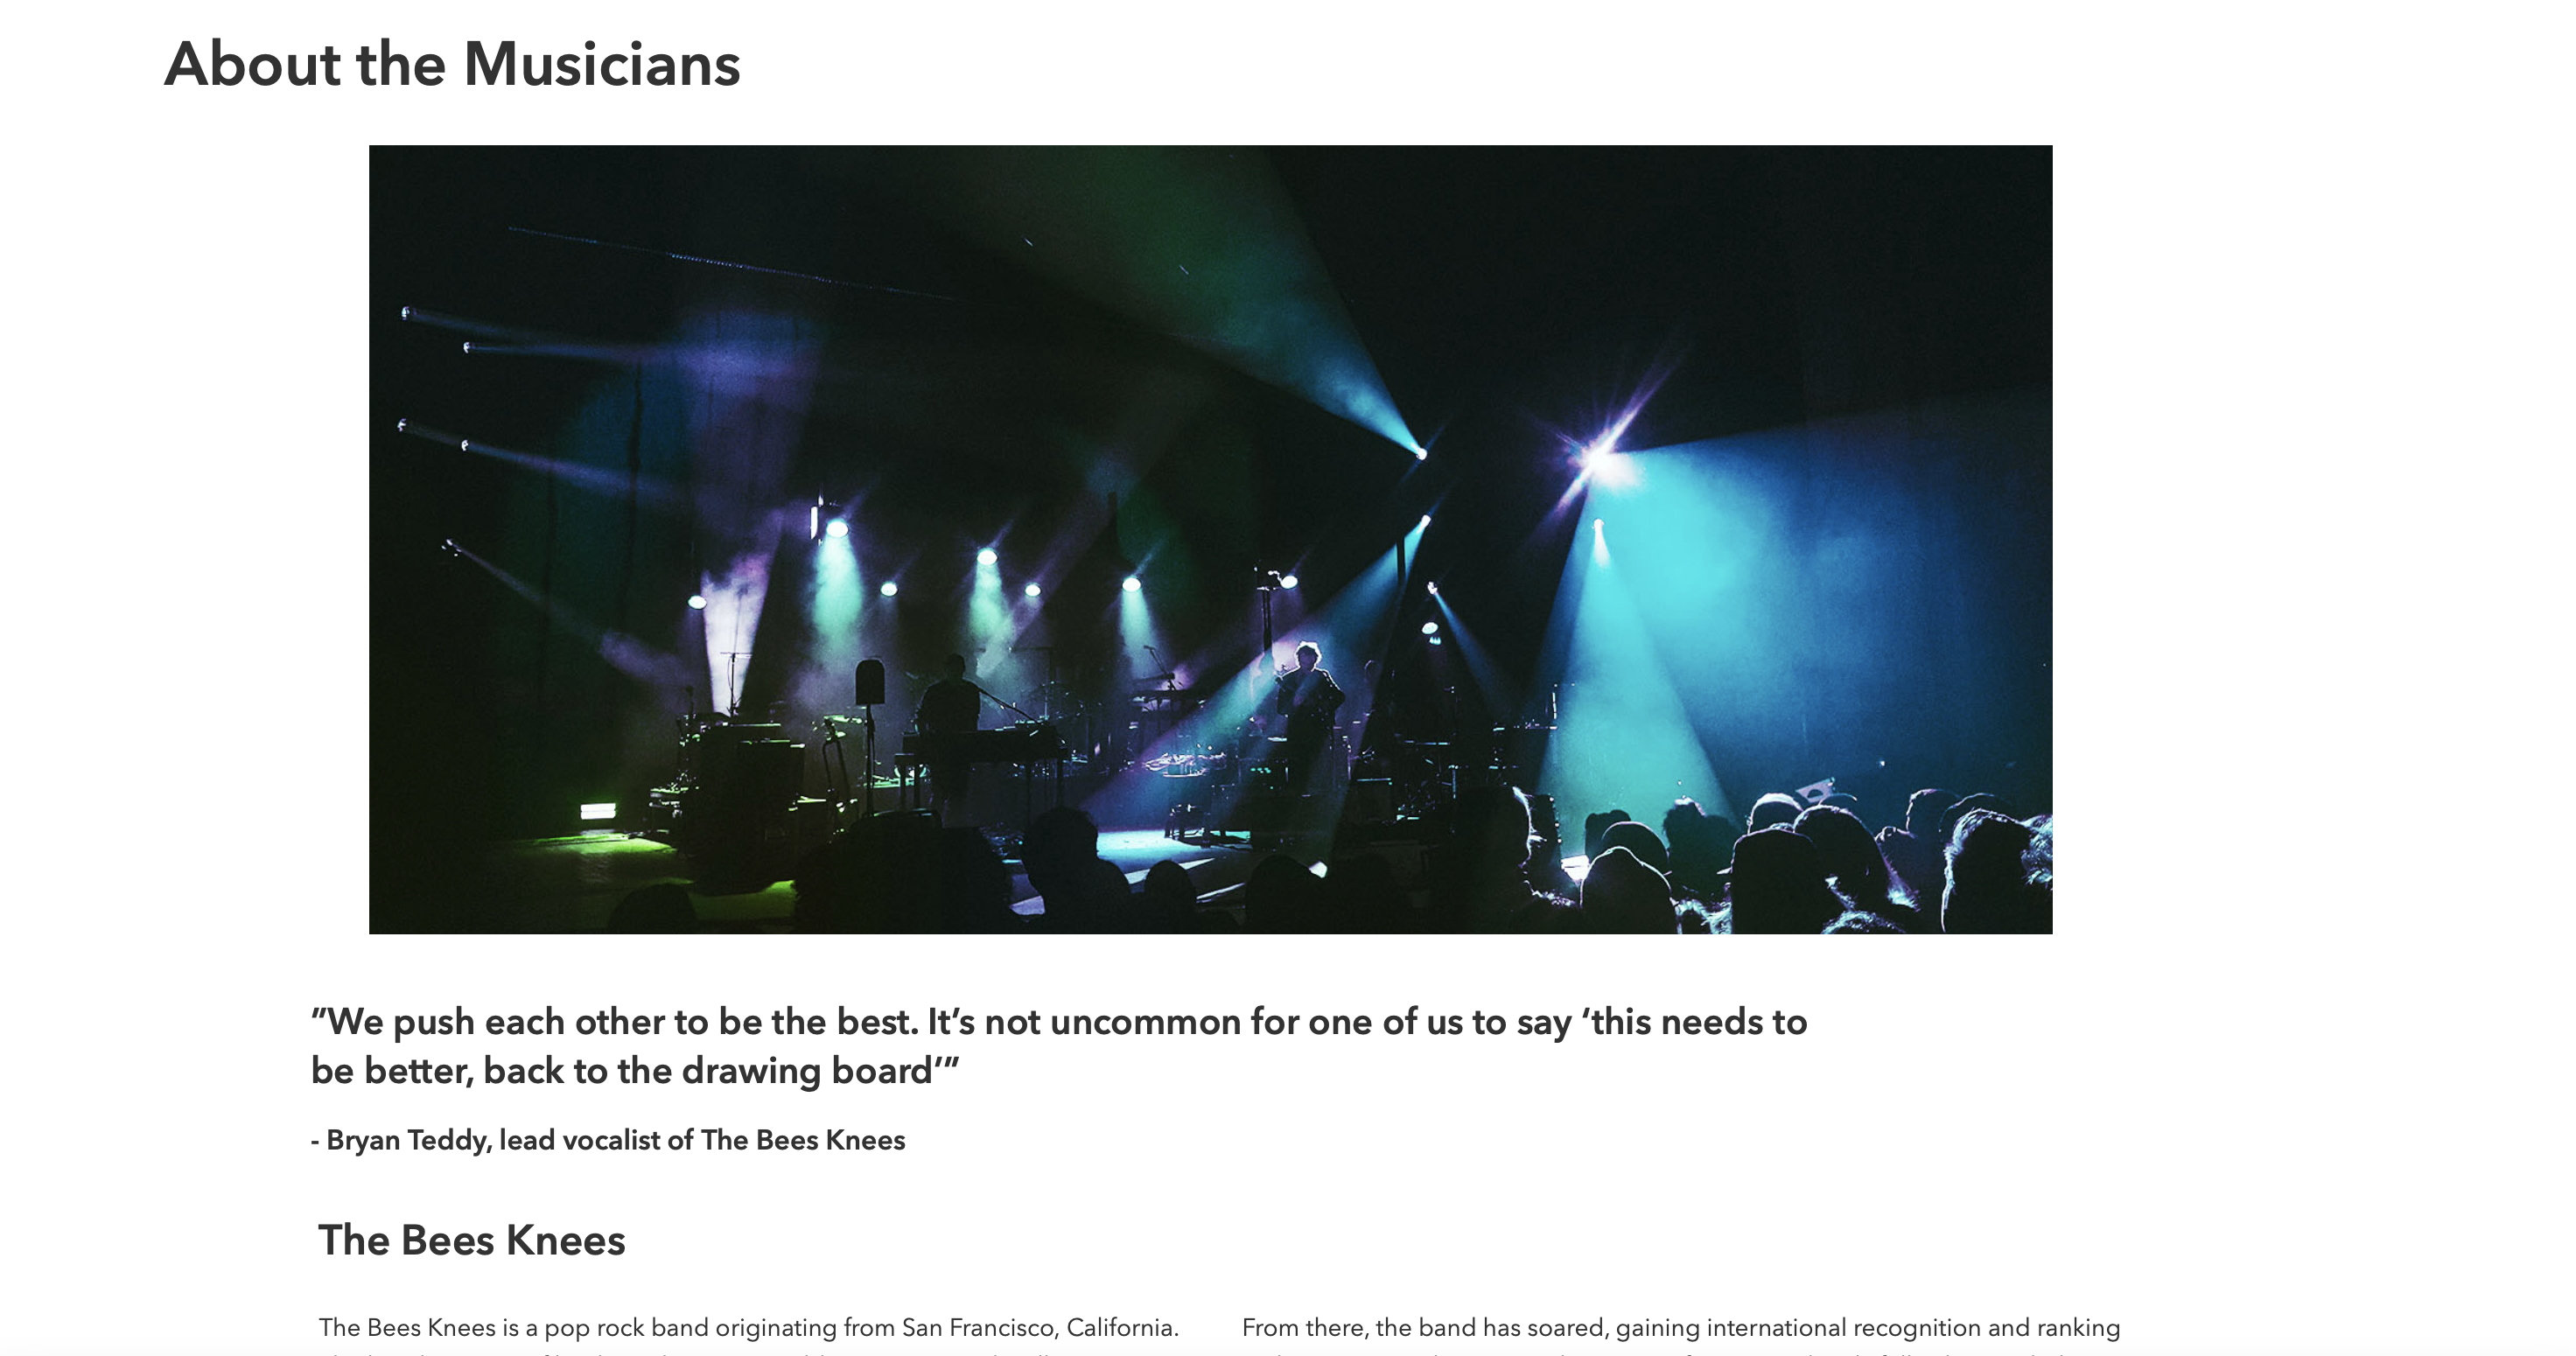 About the Musicians
”We push each other to be the best. It’s not uncommon for one of us to say ‘this needs to
be better, back to the drawing board’”
- Bryan Teddy, lead vocalist of The Bees Knees
The Bees Knees
The Bees Knees is a pop rock band originating from San Francisco, California.
From there, the band has soared, gaining international recognition and ranking